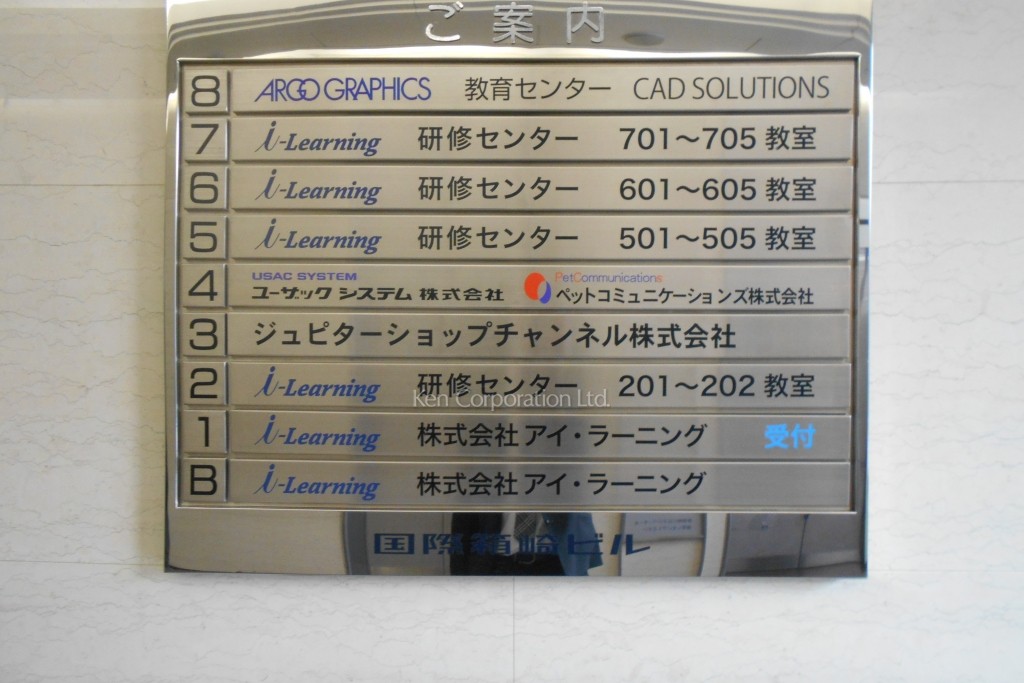 ご案内
8 ARGO GRAPHICS 教育センター CAD SOLUTIONS
7 i-Learning 研修センター 701～705 教室
6 i-Learning 研修センター 601～605 教室
5 i-Learning 研修センター 501～505 教室
4 USAC SYSTEM ユーザック システム 株式会社 PetCommunications ペットコミュニケーションズ株式会社
3 ジュピターショップチャンネル株式会社
2 i-Learning 研修センター 201～202 教室
Ken Corporation Ltd.
1 i-Learning 株式会社 アイ・ラーニング 受付
B i-Learning 株式会社 アイ・ラーニング
国際頴崎ビル